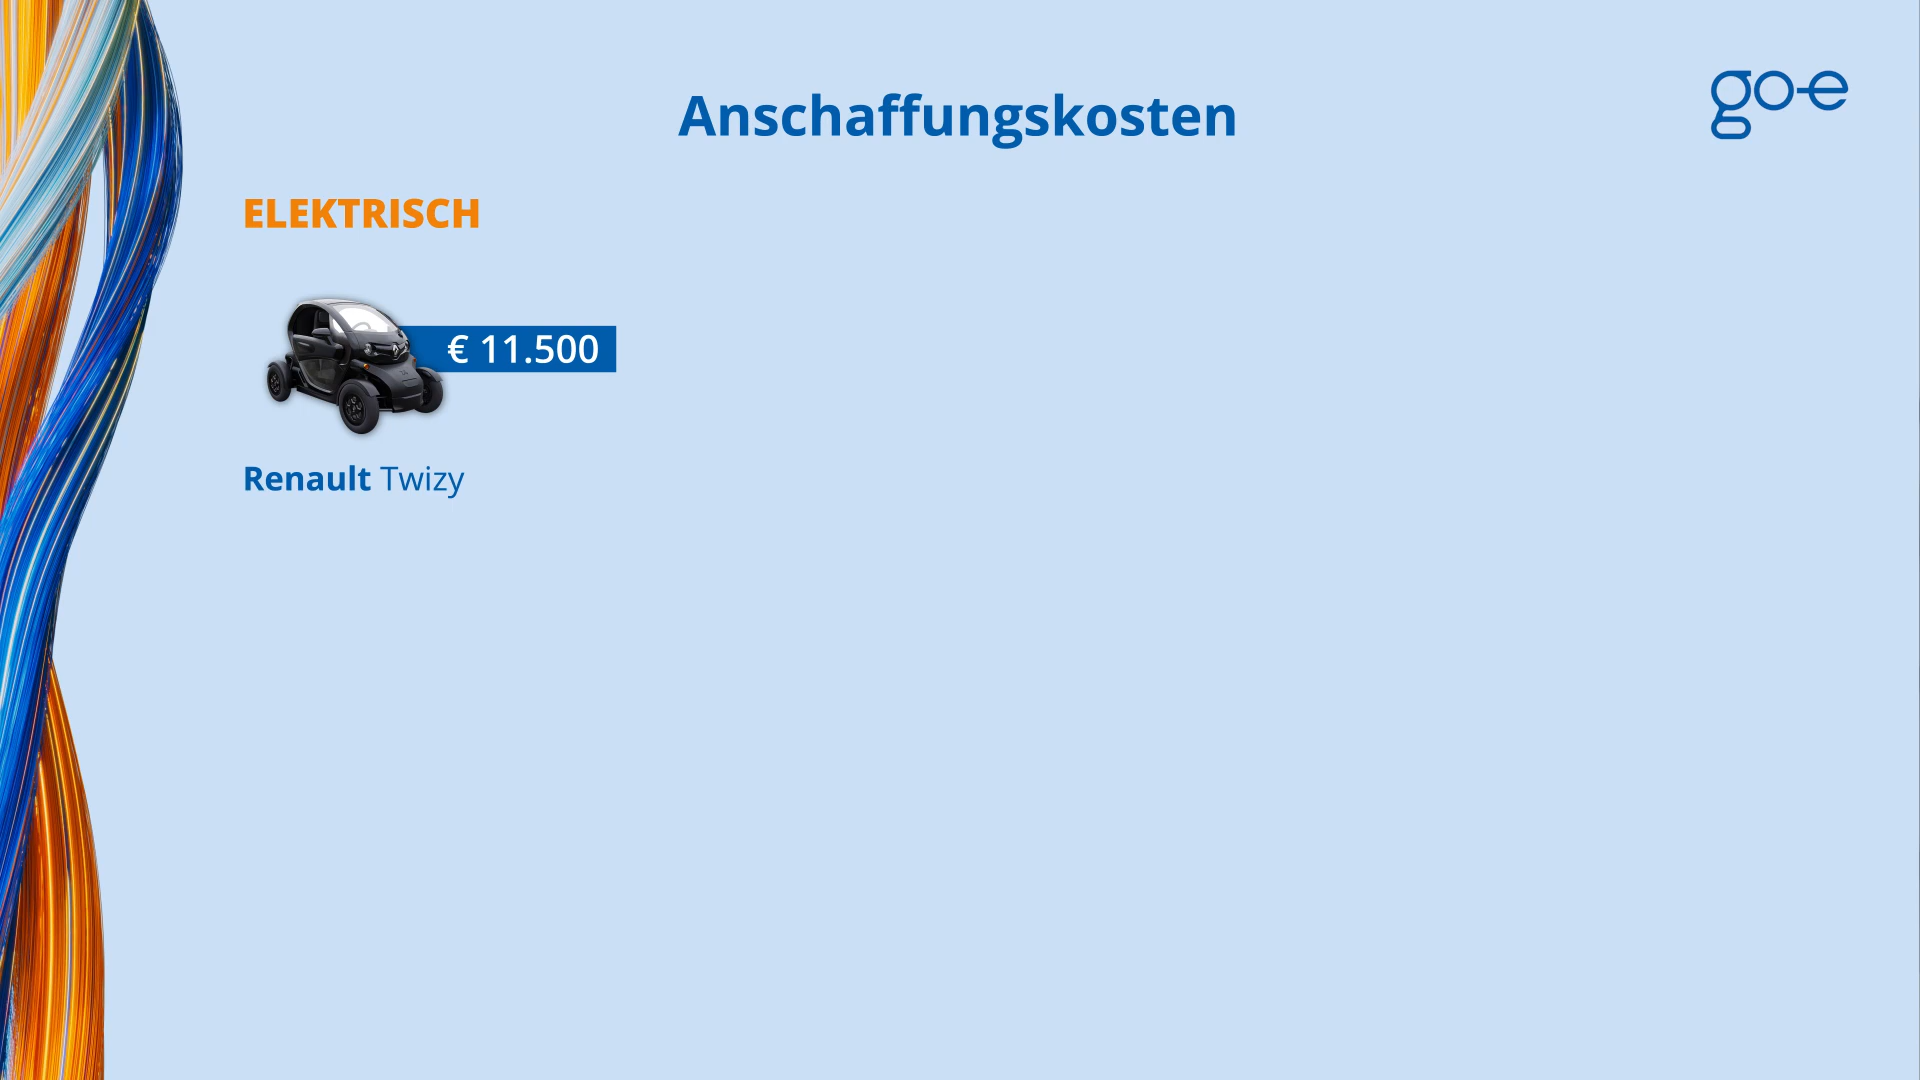 Anschaffungskosten
go-e
ELEKTRISCH
€ 11.500
Renault Twizy